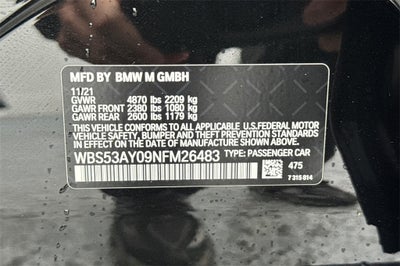 MFD BY BMW M GMBH
11/21
GVWR 4870 lbs 2209 kg
GAWR FRONT 2380 lbs 1080 kg
GAWR REAR 2600 lbs 1179 kg
THIS VEHICLE CONFORMS TO ALL APPLICABLE U.S. FEDERAL MOTOR
VEHICLE SAFETY, BUMPER AND THEFT PREVENTION STANDARDS
IN EFFECT ON THE DATE OF MANUFACTURE SHOWN ABOVE.
WBS53AY09NFM26483 TYPE: PASSENGER CAR
475
7 315 814